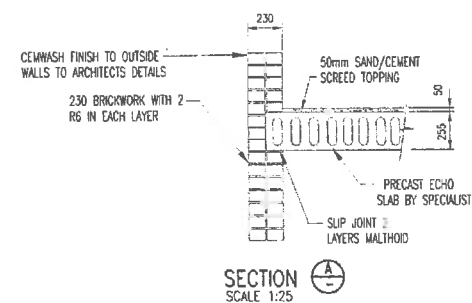 230
CEMWASH FINISH TO OUTSIDE
WALLS TO ARCHITECTS DETAILS
50mm SAND/CEMENT
SCREED TOPPING
230 BRICKWORK WITH 2
R6 IN EACH LAYER
50
255
PRECAST ECHO
SLAB BY SPECIALIST
SLIP JOINT
LAYERS MALTHOID
SECTION
A
-
SCALE 1:25